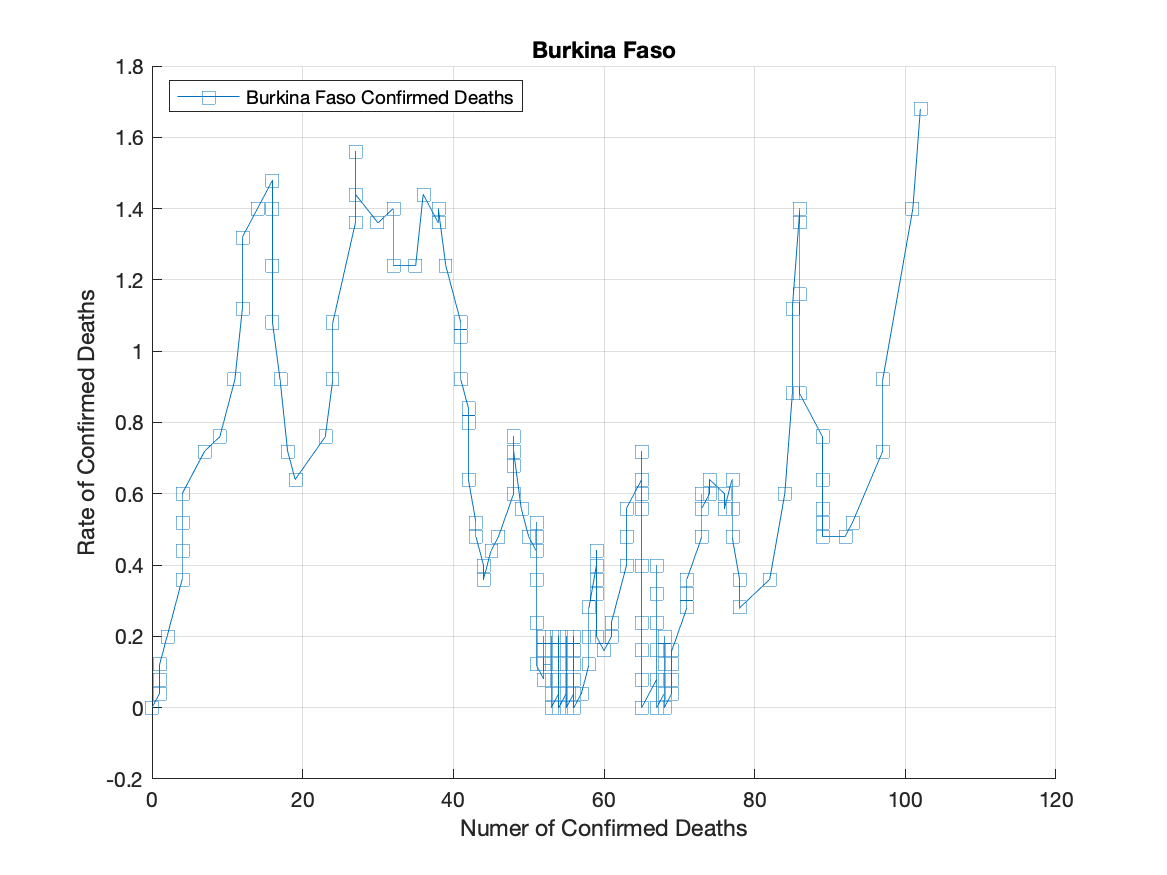 Burkina Faso
Burkina Faso Confirmed Deaths
1.8
1.6
1.4
1.2
1
0.8
0.6
0.4
0.2
0
-0.2
Rate of Confirmed Deaths
0 20 40 60 80 100 120
Numer of Confirmed Deaths